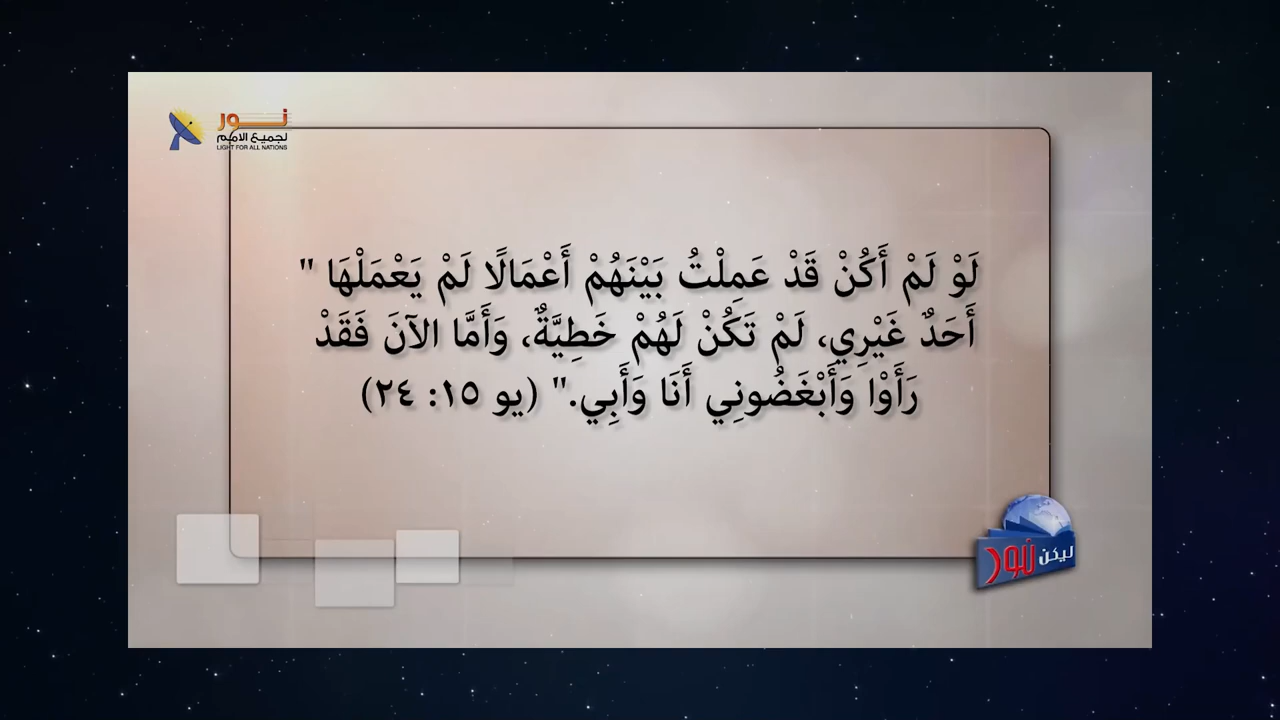 نور
لجميع الامم
LIGHT FOR ALL NATIONS
لَوْ لَمْ أَكُنْ قَدْ عَمِلْتُ بَيْنَهُمْ أَعْمَالًا لَمْ يَعْمَلْهَا "
أَحَدٌ غَيْرِي، لَمْ تَكُنْ لَهُمْ خَطِيَّةٌ، وَأَمَّا الآنَ فَقَدْ
رَأَوْا وَأَبْغَضُونِي أَنَا وَأَبِي." (يو ١٥: ٢٤)
ليكن نور